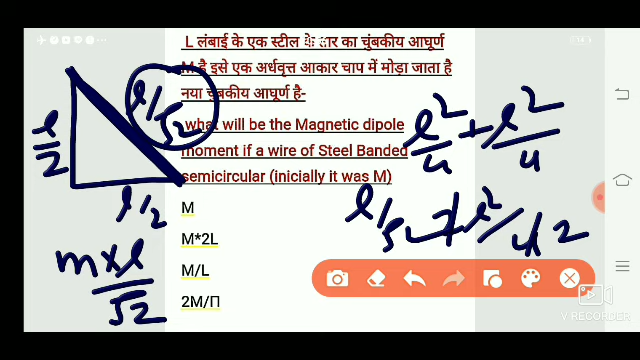 L लंबाई के एक स्टील के तार का चुंबकीय आघूर्ण
M है इसे एक अर्धवृत्त आकार चाप में मोड़ा जाता है
नया चुंबकीय आघूर्ण है-
what will be the Magnetic dipole
moment if a wire of Steel Banded
semicircular (inicially it was M)
M
M*2L
M/L
2M/Π
l/√2
l/2
l/2
m×l/√2
l²/4 + l²/4
Y RECORDER